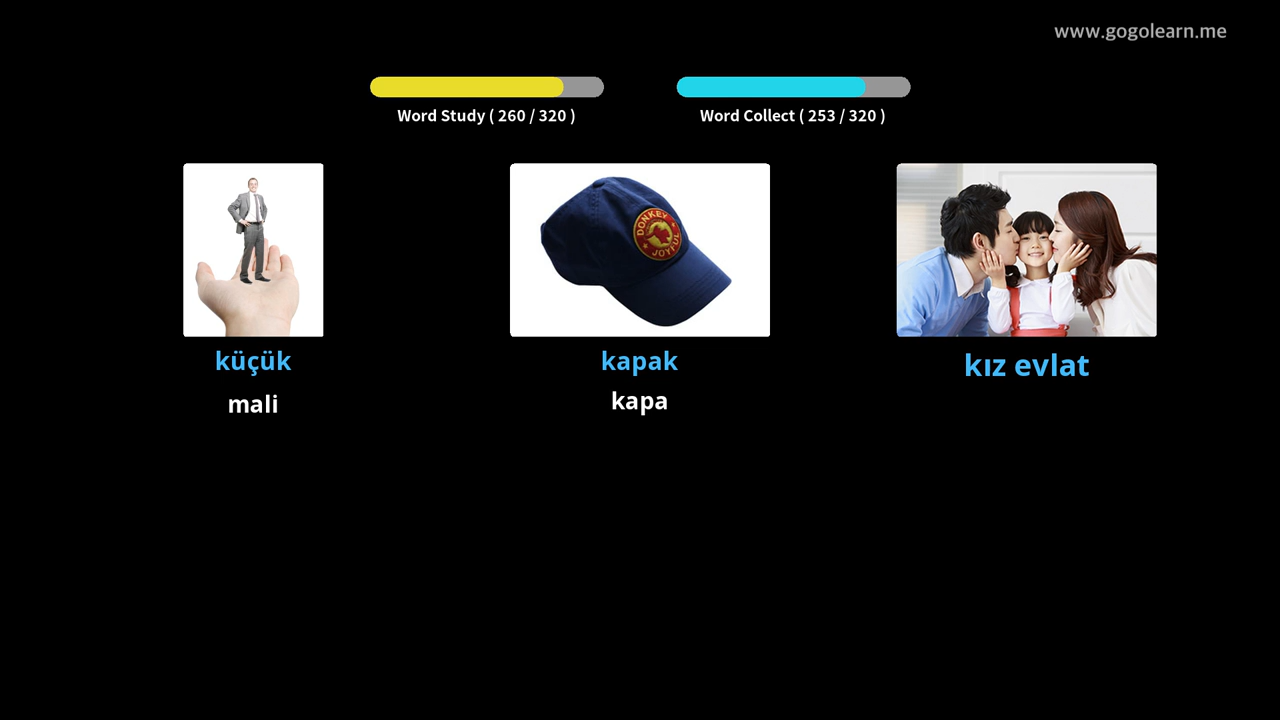 www.gogolearn.me
Word Study ( 260 / 320 )
Word Collect ( 253 / 320 )
DONKEY
JOYFUL
küçük
kapak
kız evlat
mali
kapa